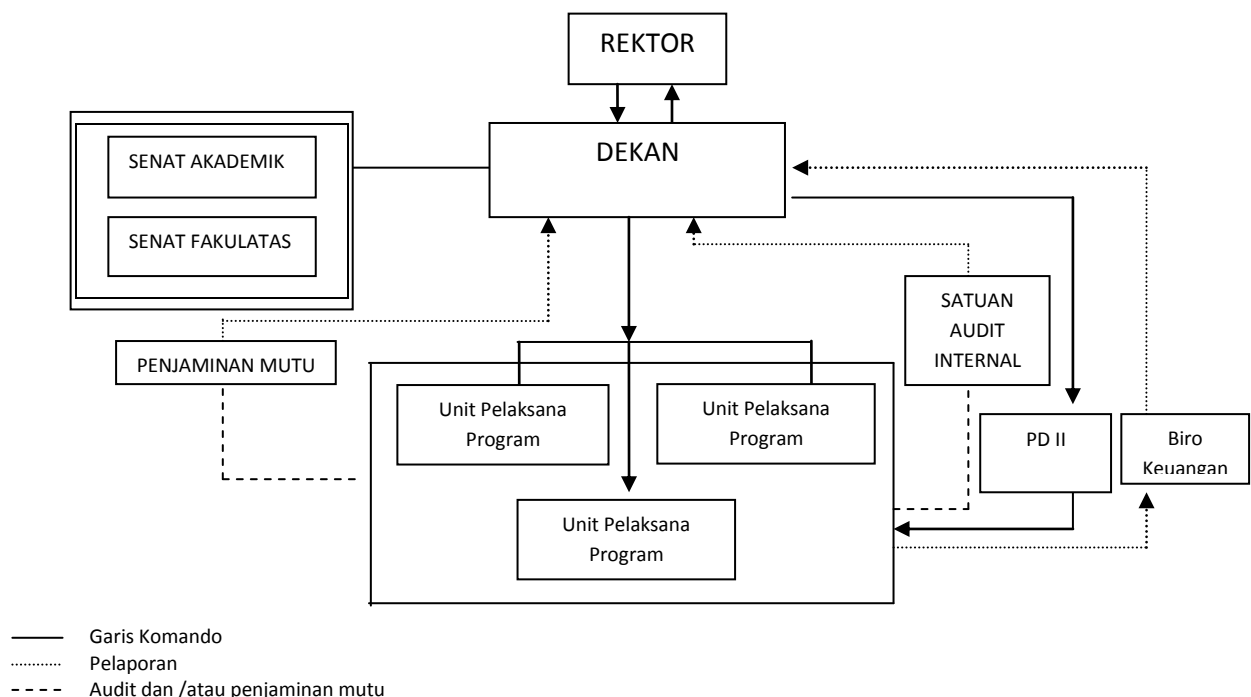 REKTOR
DEKAN
SENAT AKADEMIK
SENAT FAKULATAS
SATUAN
AUDIT
INTERNAL
PENJAMINAN MUTU
Unit Pelaksana
Program
Unit Pelaksana
Program
PD II
Biro
Keuangan
Unit Pelaksana
Program
Garis Komando
Pelaporan
Audit dan /atau penjaminan mutu